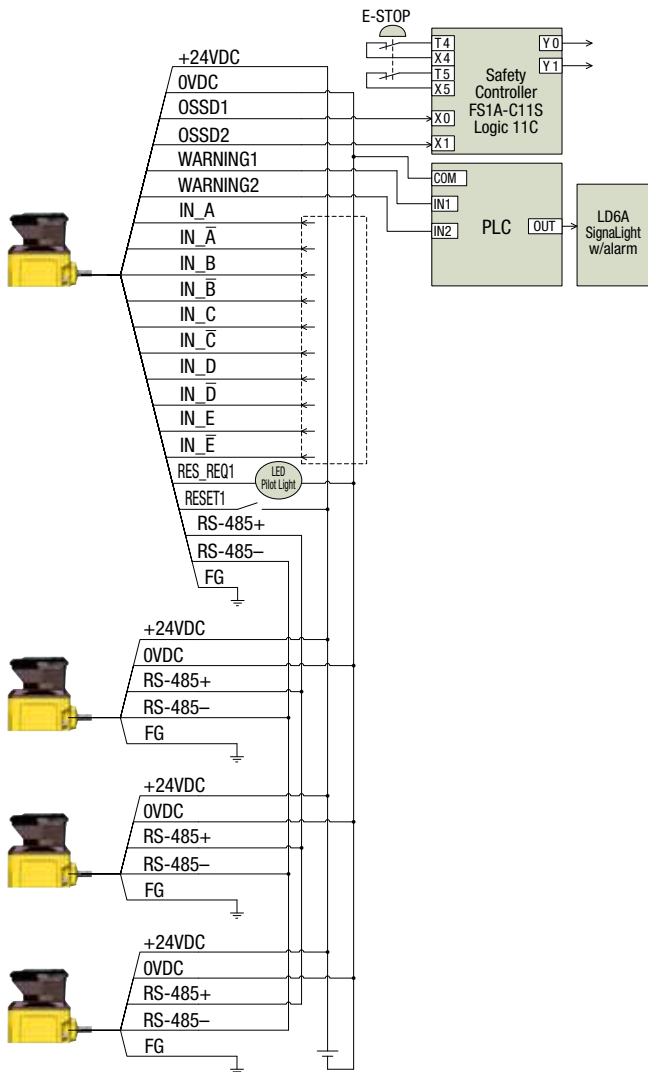 E-STOP
T4
X4
T5
X5
X0
X1
Safety
Controller
FS1A-C11S
Logic 11C
Y0
Y1
COM
IN1
IN2
PLC
OUT
LD6A
SignaLight
w/alarm
+24VDC
0VDC
OSSD1
OSSD2
WARNING1
WARNING2
IN_A
IN_A̅
IN_B
IN_B̅
IN_C
IN_C̅
IN_D
IN_D̅
IN_E
IN_E̅
RES_REQ1
LED
Pilot Light
RESET1
RS-485+
RS-485–
FG
+24VDC
0VDC
RS-485+
RS-485–
FG
+24VDC
0VDC
RS-485+
RS-485–
FG
+24VDC
0VDC
RS-485+
RS-485–
FG